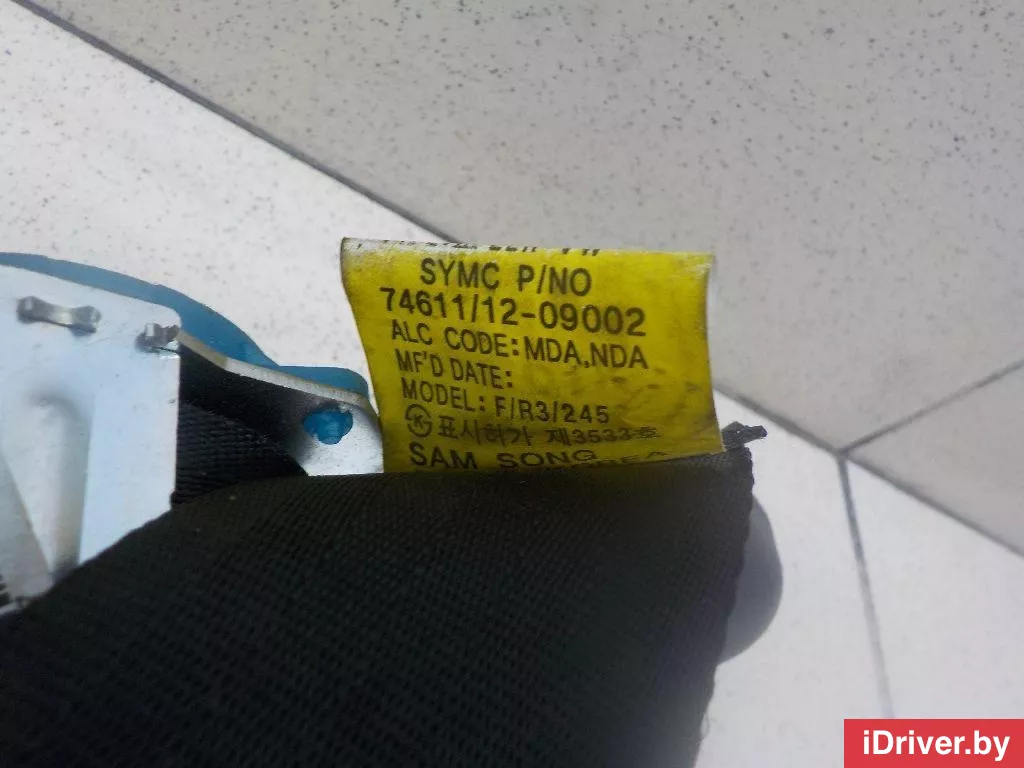 SYMC P/NO
74611/12-09002
ALC CODE: MDA,NDA
MF'D DATE:
MODEL: F/R3/245
K 표시허가 제3533호
SAM SONG
iDriver.by